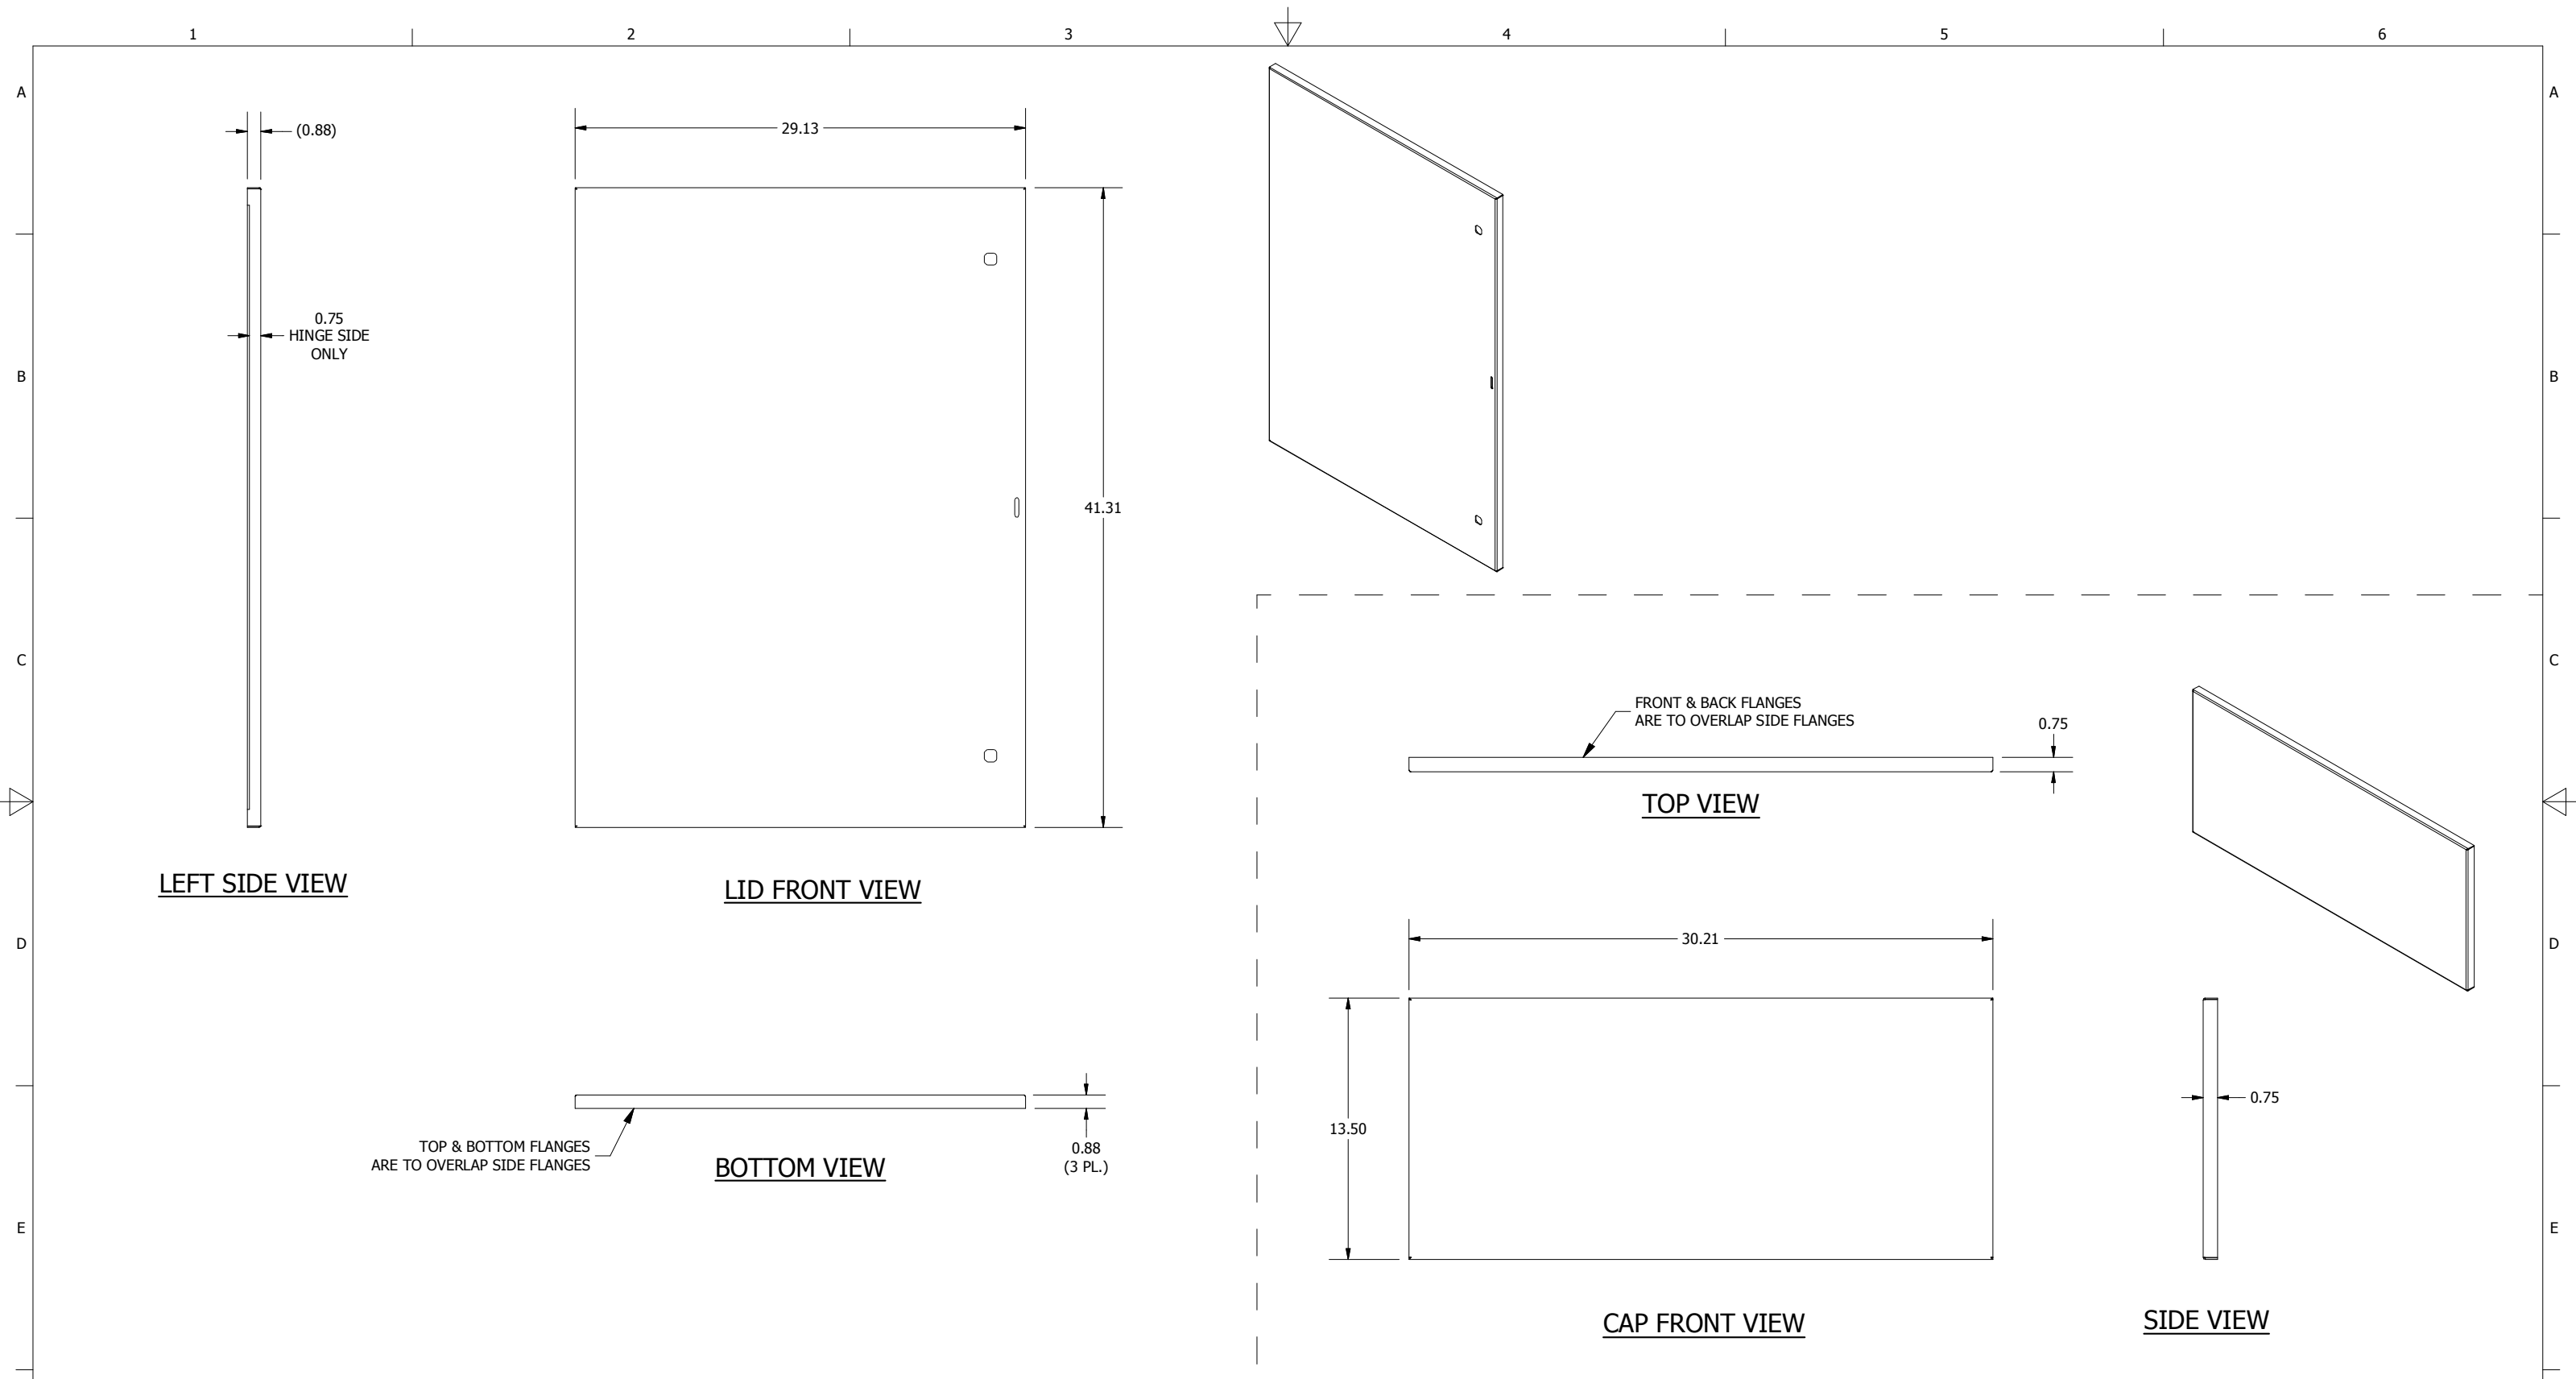 1
2
3
4
5
6
A
A
(0.88)
29.13
0.75
HINGE SIDE
ONLY
B
B
41.31
C
C
FRONT & BACK FLANGES
ARE TO OVERLAP SIDE FLANGES
0.75
TOP VIEW
LEFT SIDE VIEW
LID FRONT VIEW
D
D
30.21
0.75
13.50
TOP & BOTTOM FLANGES
ARE TO OVERLAP SIDE FLANGES
BOTTOM VIEW
0.88
(3 PL.)
E
E
CAP FRONT VIEW
SIDE VIEW